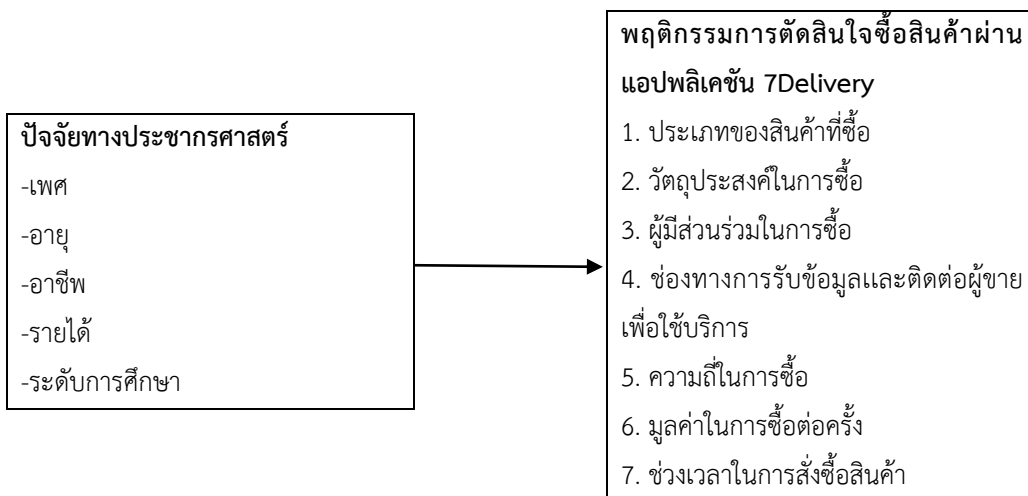 ปัจจัยทางประชากรศาสตร์
-เพศ
-อายุ
-อาชีพ
-รายได้
-ระดับการศึกษา
พฤติกรรมการตัดสินใจซื้อสินค้าผ่าน
แอปพลิเคชัน 7Delivery
1. ประเภทของสินค้าที่ซื้อ
2. วัตถุประสงค์ในการซื้อ
3. ผู้มีส่วนร่วมในการซื้อ
4. ช่องทางการรับข้อมูลและติดต่อผู้ขาย
เพื่อใช้บริการ
5. ความถี่ในการซื้อ
6. มูลค่าในการซื้อต่อครั้ง
7. ช่วงเวลาในการสั่งซื้อสินค้า